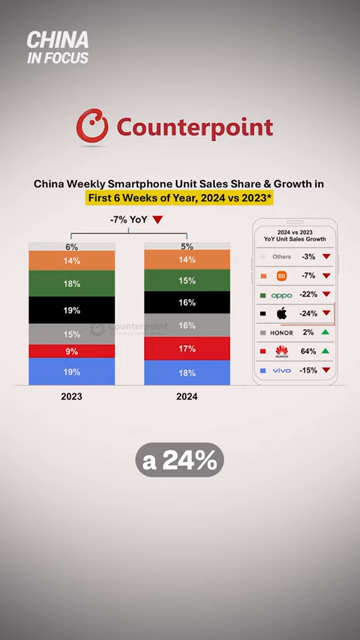 CHINA
IN FOCUS
Counterpoint
China Weekly Smartphone Unit Sales Share & Growth in
First 6 Weeks of Year, 2024 vs 2023*
-7% YoY
2024 vs 2023
YoY Unit Sales Growth
6%
14%
18%
19%
15%
9%
19%
2023
5%
14%
15%
16%
16%
17%
18%
2024
Counterpoint
Others -3%
mi -7%
oppo -22%
-24%
HONOR 2%
HUAWEI 64%
vivo -15%
a 24%